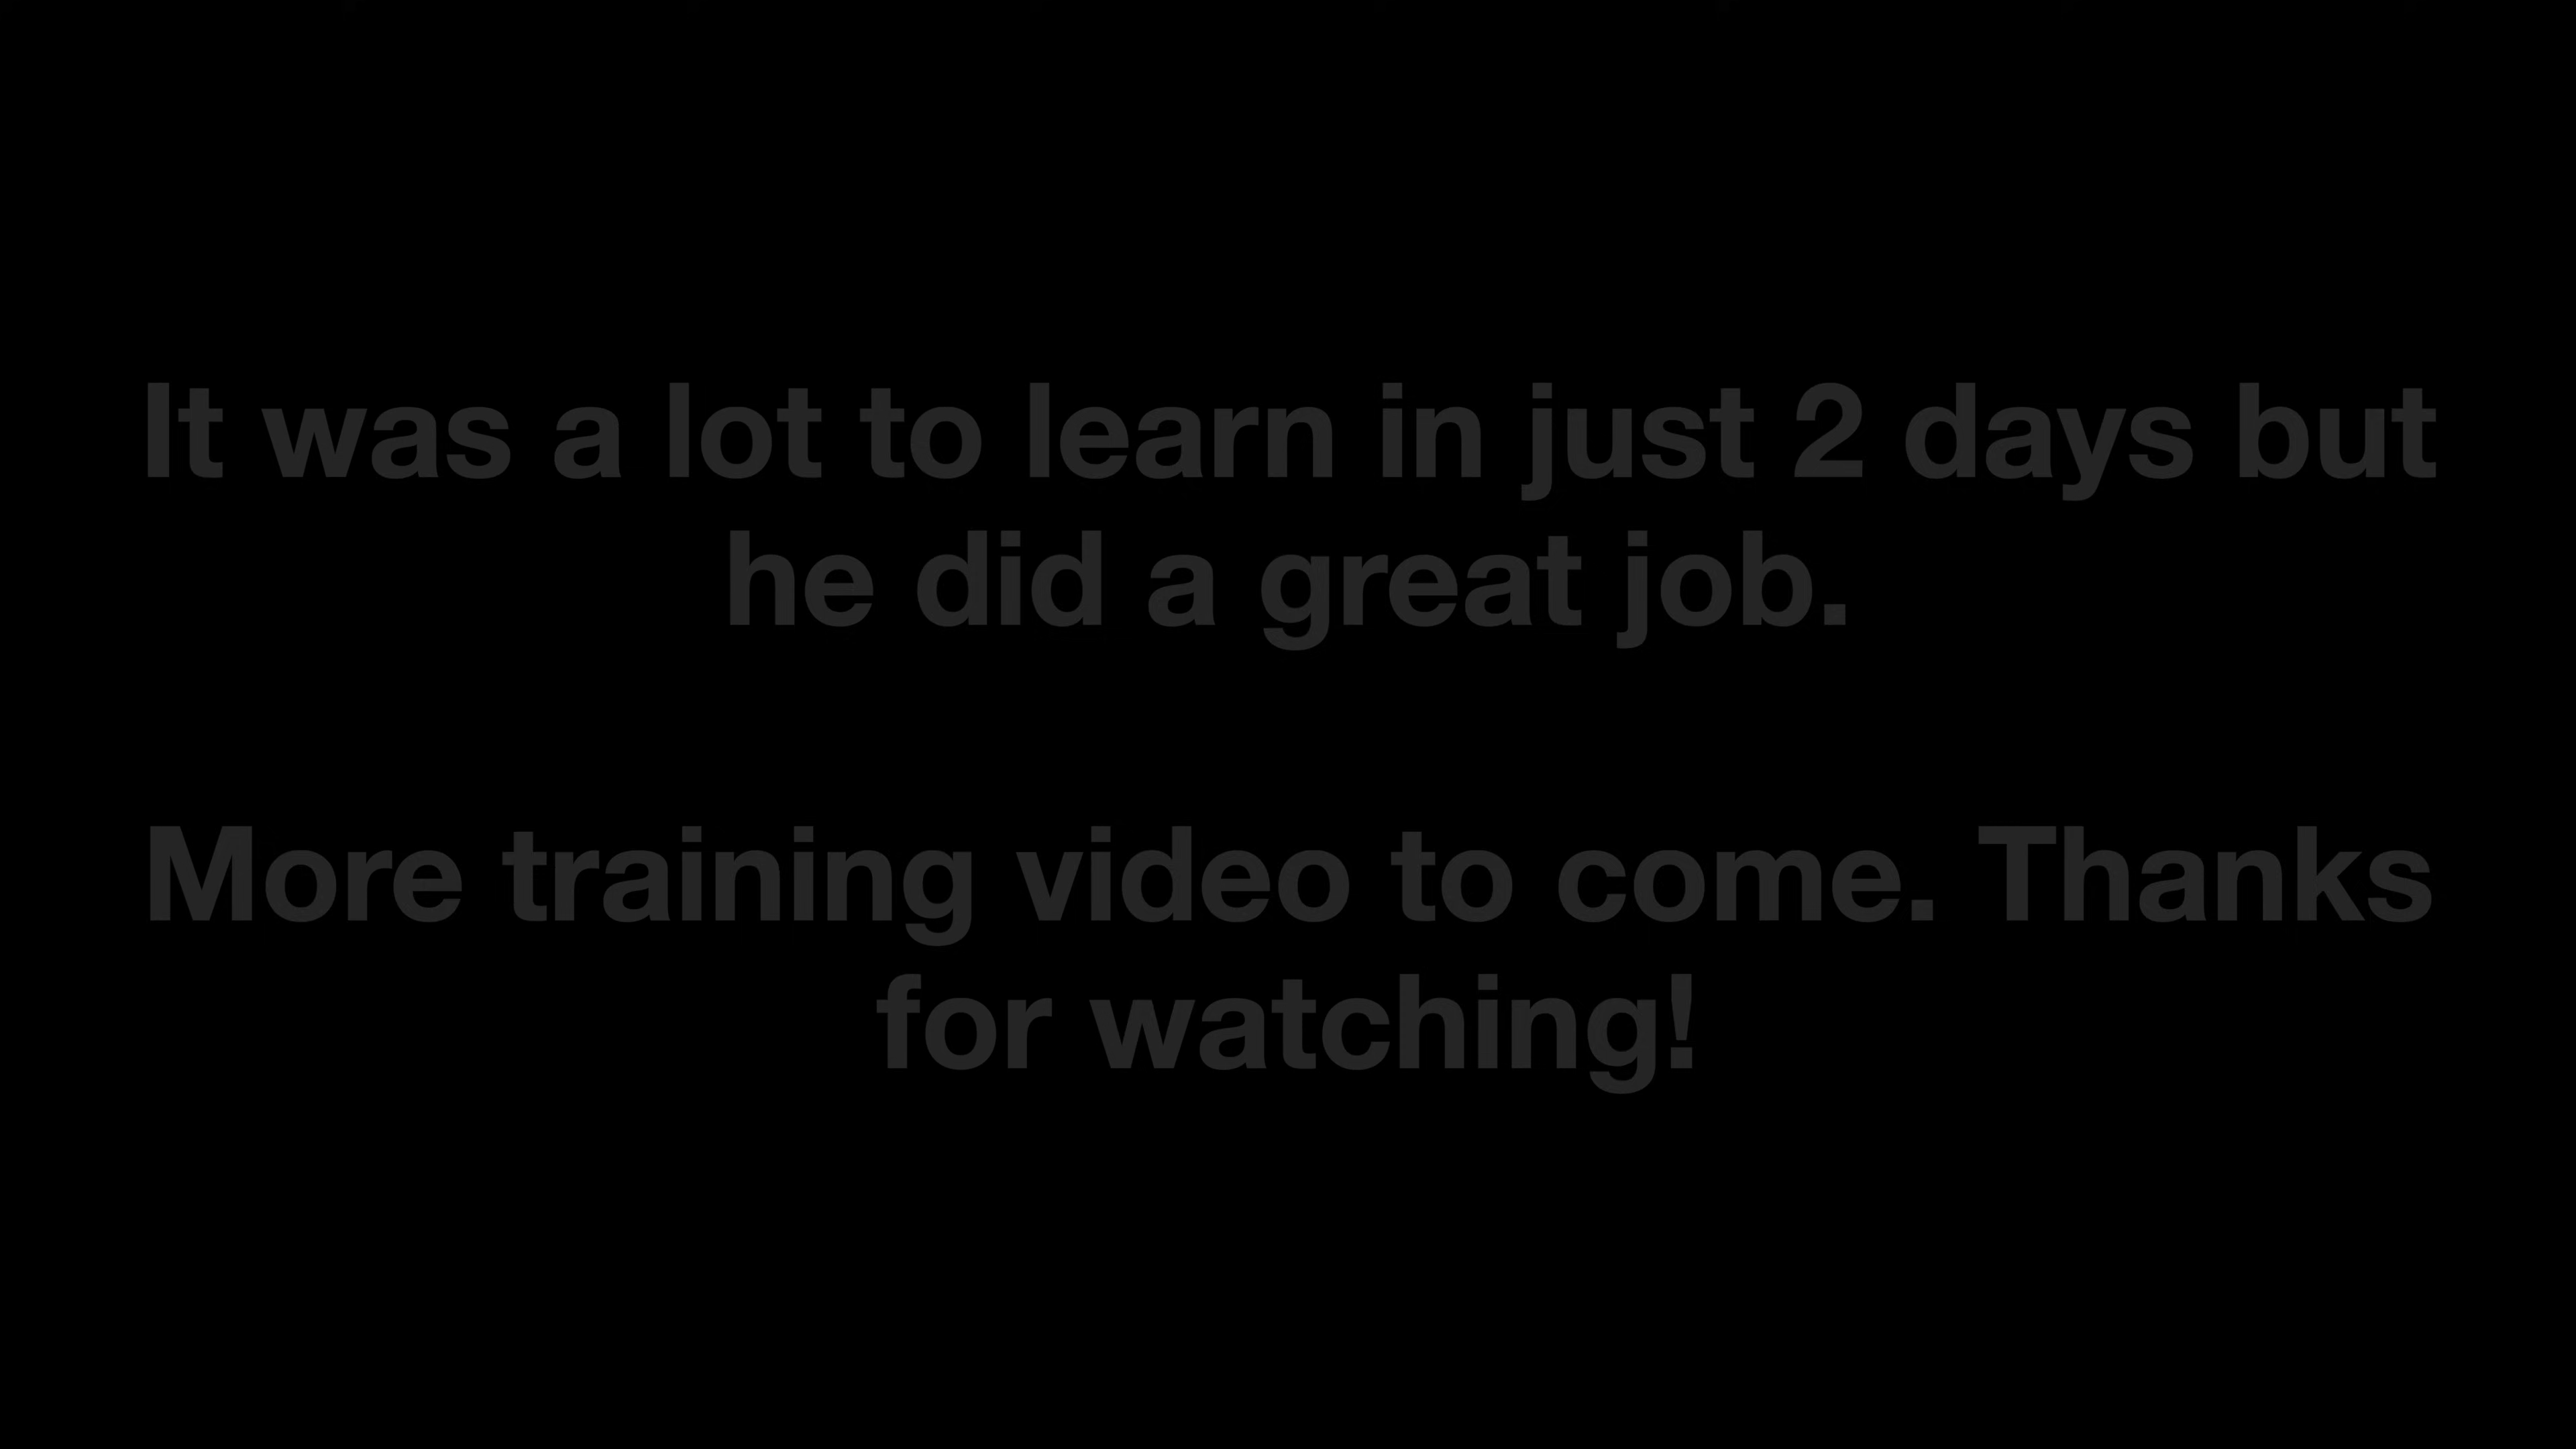 It was a lot to learn in just 2 days but
he did a great job.
More training video to come. Thanks
for watching!